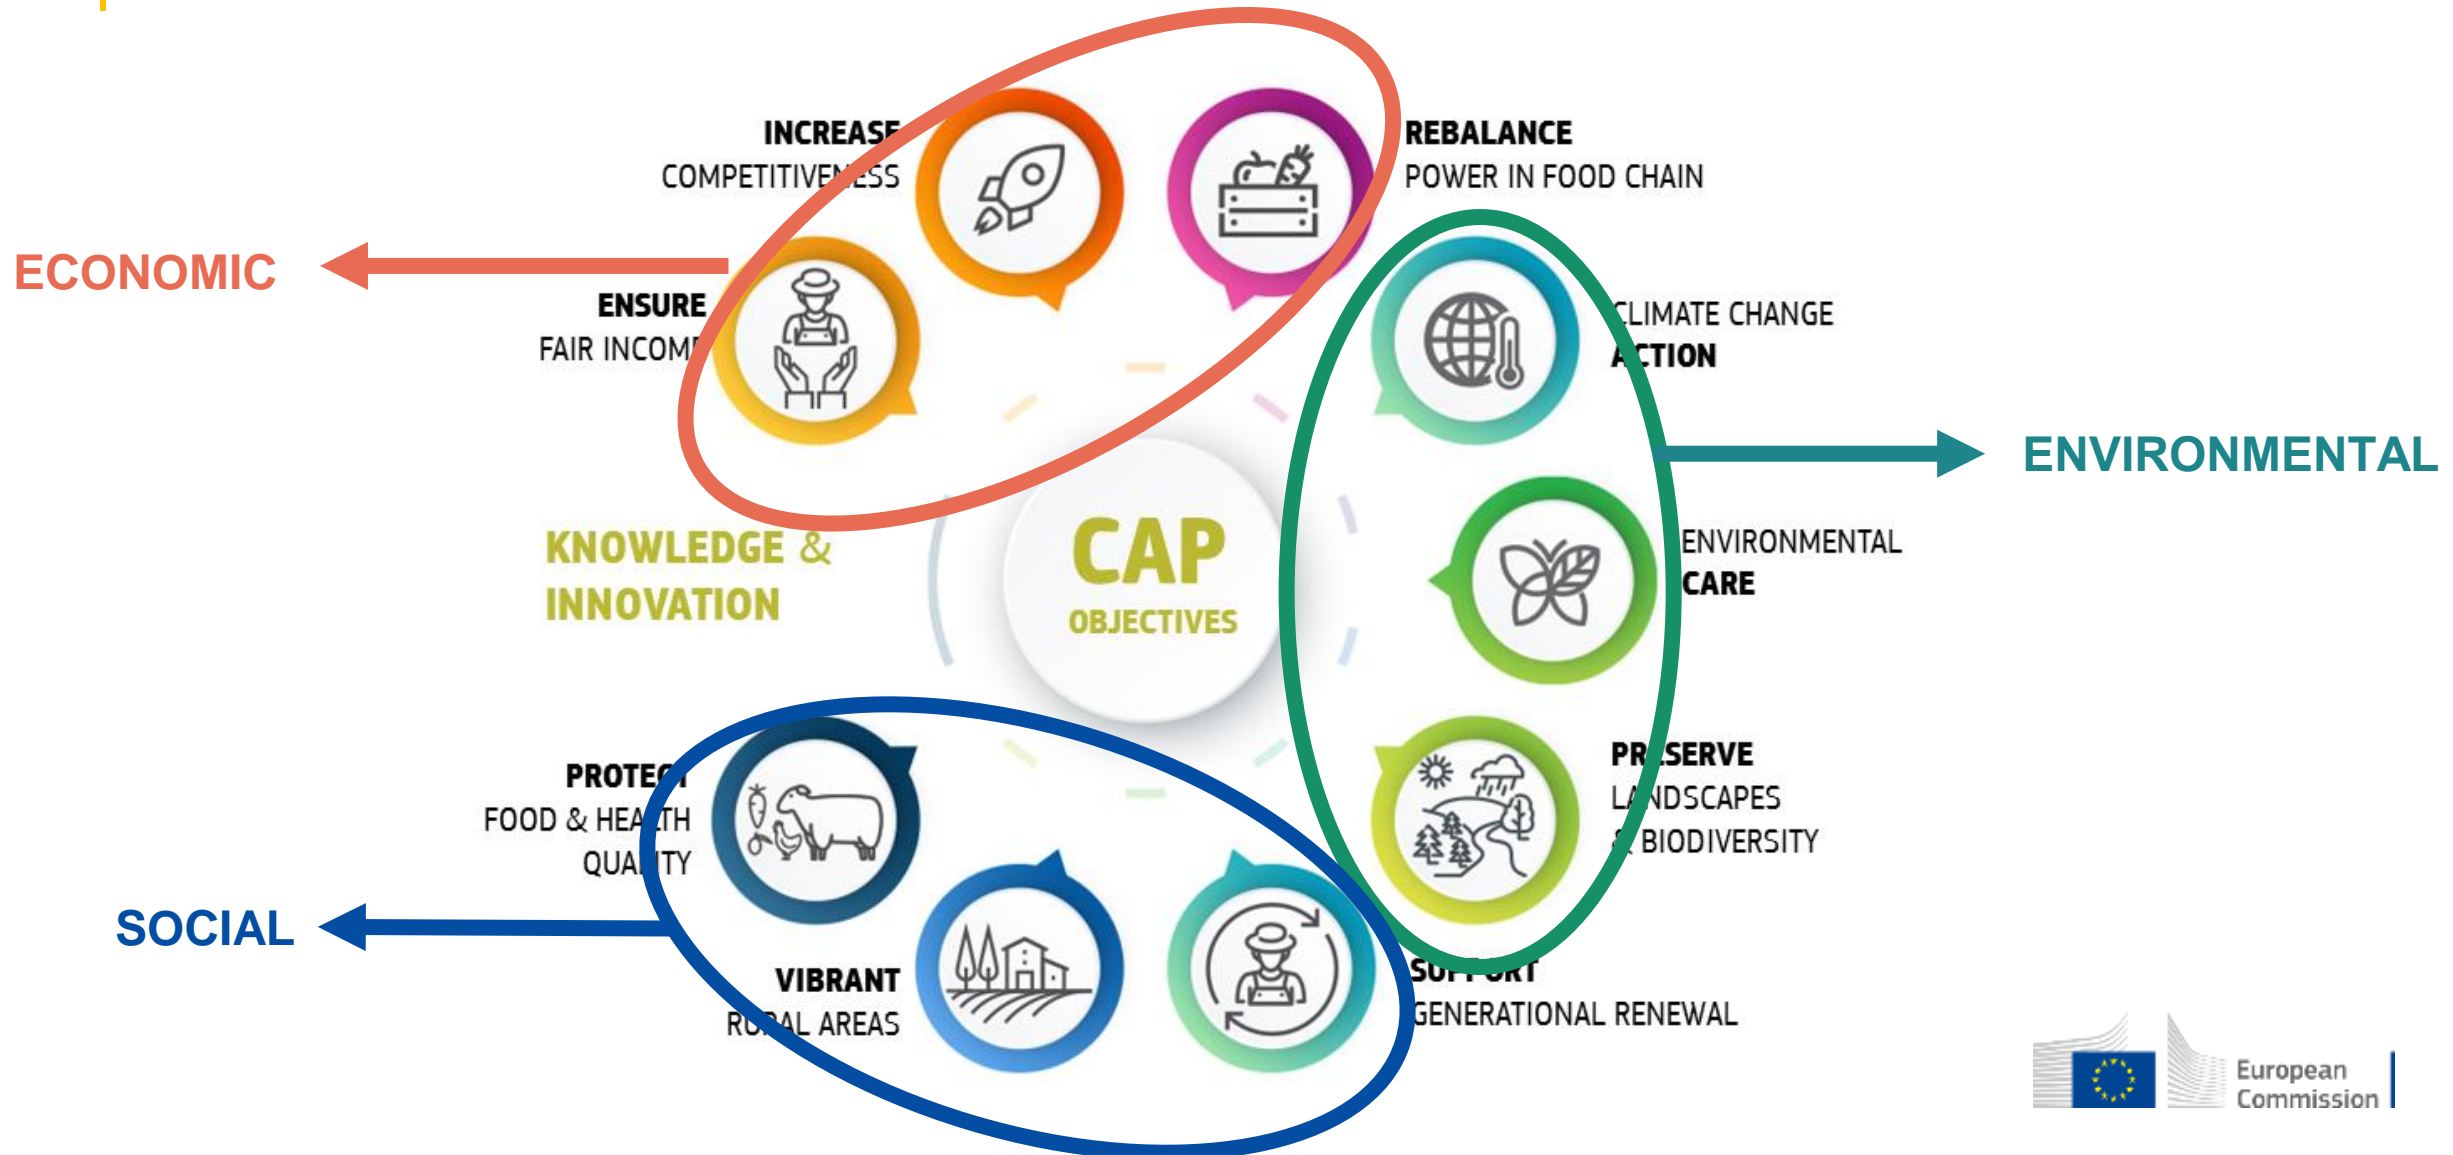 INCREASE
COMPETITIVENESS
REBALANCE
POWER IN FOOD CHAIN
ECONOMIC
ENSURE
FAIR INCOME
CLIMATE CHANGE
ACTION
ENVIRONMENTAL
KNOWLEDGE &
INNOVATION
CAP
OBJECTIVES
ENVIRONMENTAL
CARE
PROTECT
FOOD & HEALTH
QUALITY
PRESERVE
LANDSCAPES
& BIODIVERSITY
SOCIAL
VIBRANT
RURAL AREAS
SUPPORT
GENERATIONAL RENEWAL
European
Commission